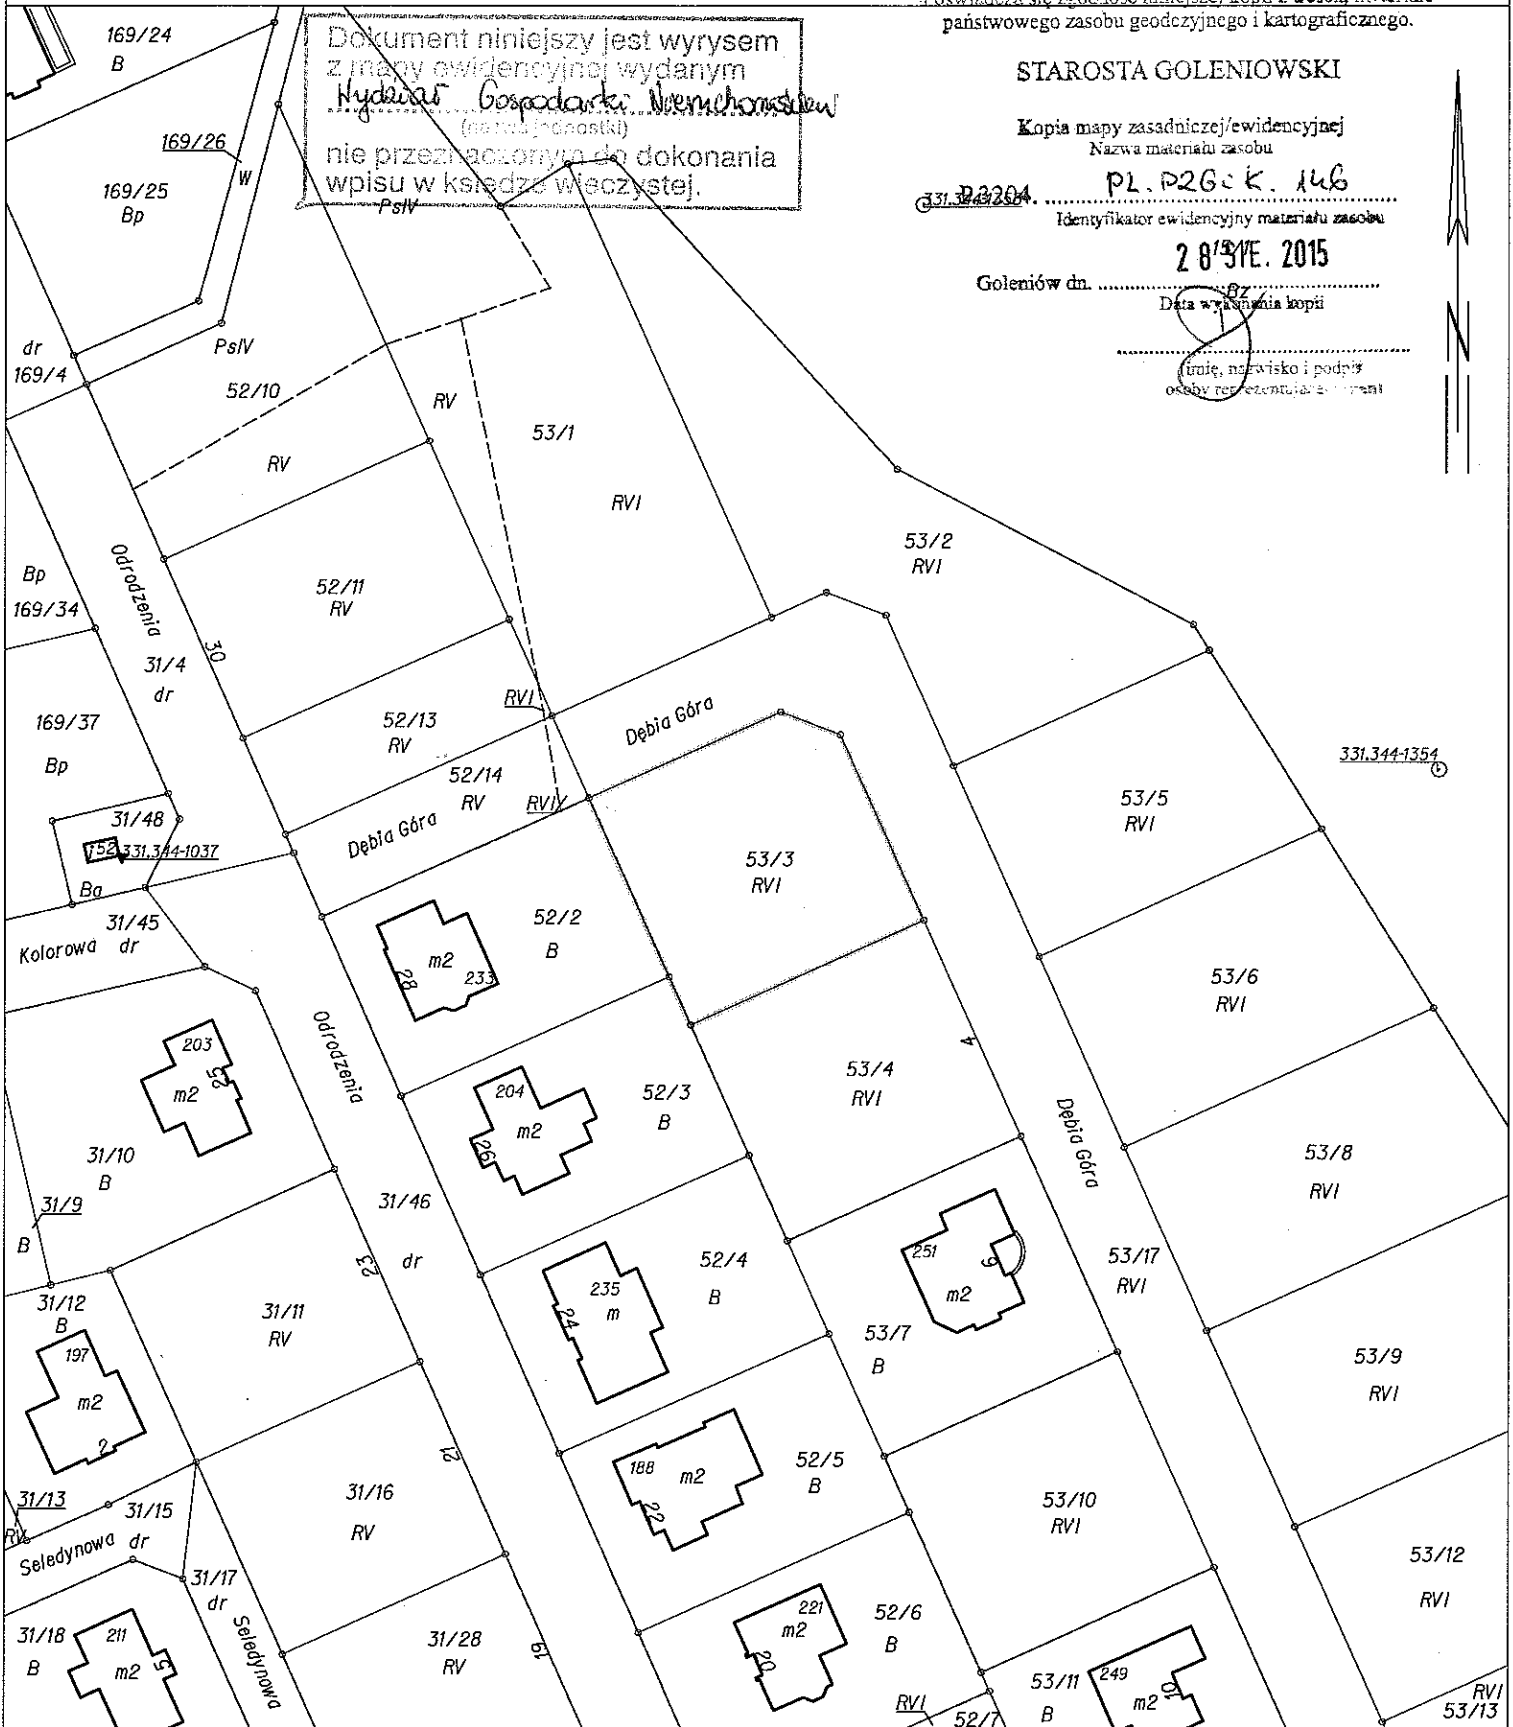 państwowego zasobu geodezyjnego i kartograficznego.
STAROSTA GOLENIOWSKI
Kopia mapy zasadniczej/ewidencyjnej
Nazwa materiału zasobu
PL. PZGiK. 146
Identyfikator ewidencyjny materiału zasobu
28 STY. 2015
Goleniów dn.
Data wykonania kopii
imię, nazwisko i podpis
osoby
Dokument niniejszy jest wyrysem
z mapy ewidencyjnej wydanym
Wydział Gospodarki Nieruchomościami
(nazwa jednostki)
nie przeznaczonym do dokonania
wpisu w księdze wieczystej.
PsIV
Bz
N
169/24
B
169/26
W
169/25
Bp
dr
169/4
PsIV
52/10
RV
RV
53/1
RVI
53/2
RVI
Bp
169/34
Odrodzenia
30
52/11
RV
31/4
dr
169/37
Bp
52/13
RV
RVI
Dębia Góra
52/14
RV
RVI
Dębia Góra
331.344-1354
53/5
RVI
31/48
152
331.344-1037
Ba
53/3
RVI
31/45
Kolorowa dr
52/2
B
m2
28
233
53/6
RVI
Odrodzenia
203
m2
25
204
m2
26
52/3
B
53/4
RVI
4
Dębia Góra
31/10
B
31/9
B
31/46
dr
53/8
RVI
23
52/4
B
251
m2
6
53/17
RVI
31/12
B
31/11
RV
235
m
24
53/7
B
53/9
RVI
197
m2
2
21
188
m2
22
52/5
B
31/13
RV
31/15
Seledynowa dr
31/16
RV
53/10
RVI
53/12
RVI
31/17
dr
Seledynowa
31/18
B
211
m2
5
31/28
RV
19
221
m2
20
52/6
B
53/11
B
249
m2
10
RVI
52/7
RVI
53/13